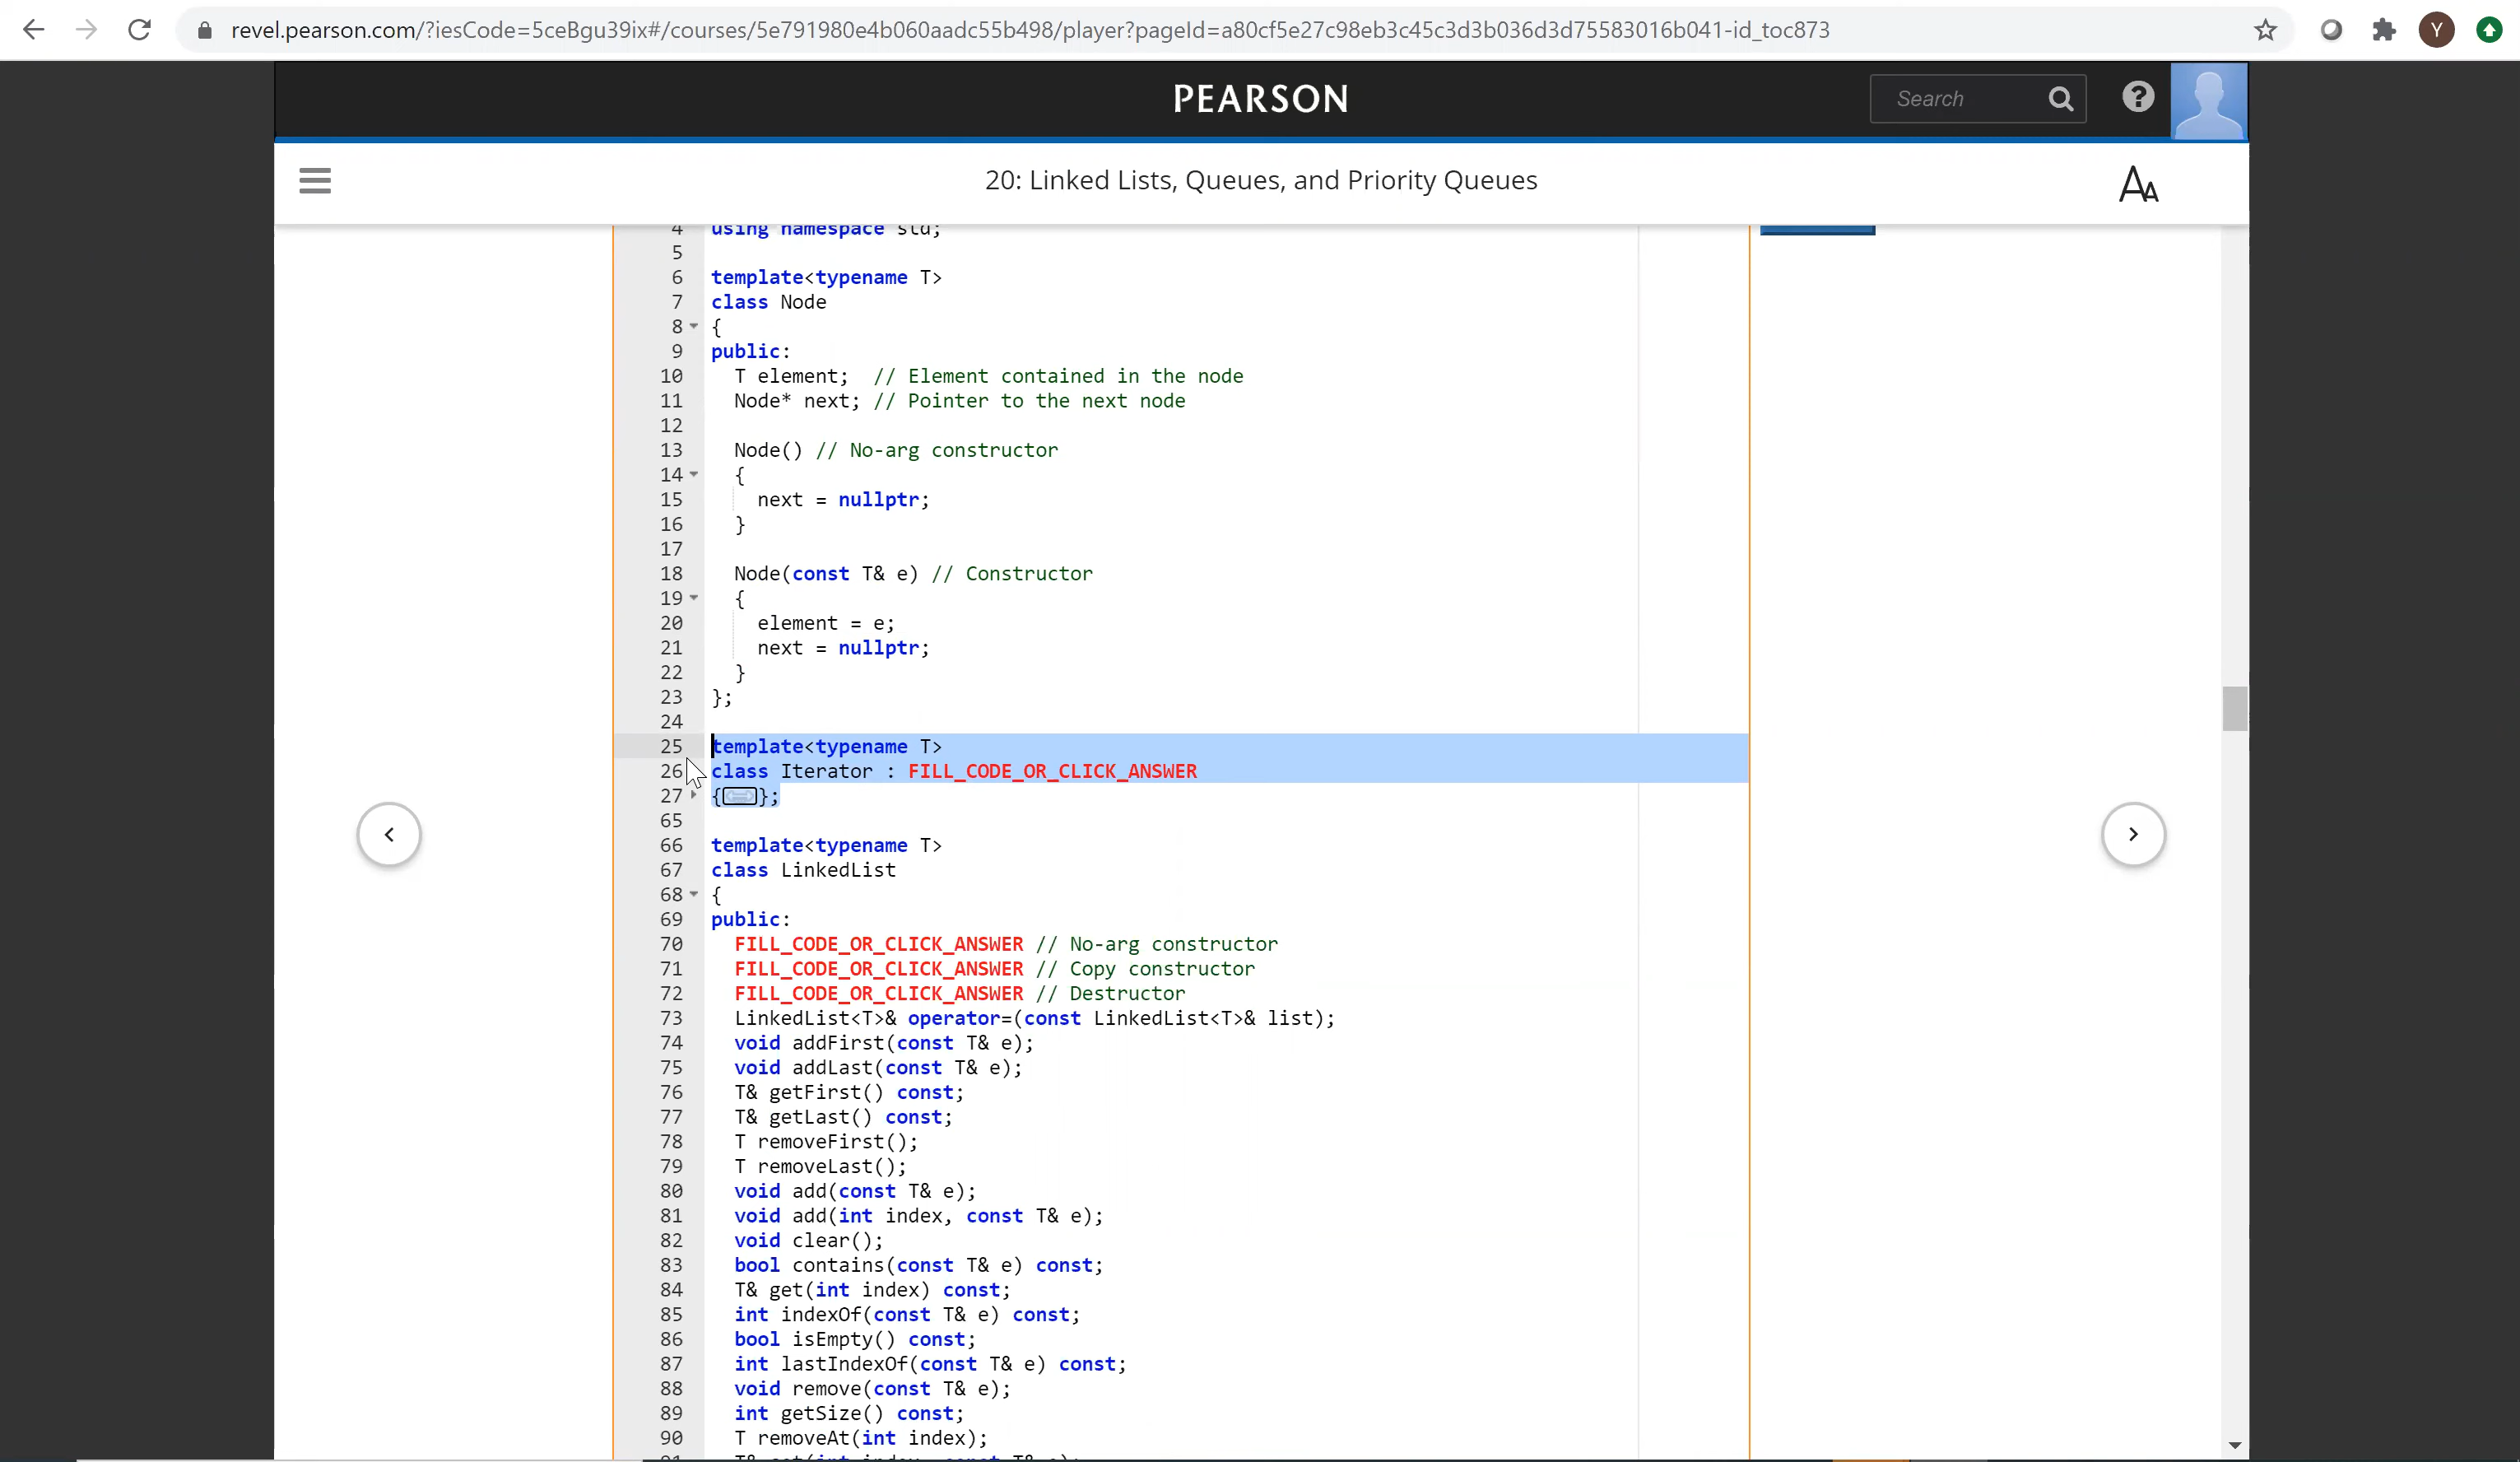 revel.pearson.com/?iesCode=5ceBgu39ix#/courses/5e791980e4b060aadc55b498/player?pageId=a80cf5e27c98eb3c45c3d3b036d3d75583016b041-id_toc873
Y
PEARSON
Search
?
20: Linked Lists, Queues, and Priority Queues
AA
4 using namespace std;
5
6 template<typename T>
7 class Node
8 {
9 public:
10 T element; // Element contained in the node
11 Node* next; // Pointer to the next node
12
13 Node() // No-arg constructor
14 {
15 next = nullptr;
16 }
17
18 Node(const T& e) // Constructor
19 {
20 element = e;
21 next = nullptr;
22 }
23 };
24
25 template<typename T>
26 class Iterator : FILL_CODE_OR_CLICK_ANSWER
27 {};
65
66 template<typename T>
67 class LinkedList
68 {
69 public:
70 FILL_CODE_OR_CLICK_ANSWER // No-arg constructor
71 FILL_CODE_OR_CLICK_ANSWER // Copy constructor
72 FILL_CODE_OR_CLICK_ANSWER // Destructor
73 LinkedList<T>& operator=(const LinkedList<T>& list);
74 void addFirst(const T& e);
75 void addLast(const T& e);
76 T& getFirst() const;
77 T& getLast() const;
78 T removeFirst();
79 T removeLast();
80 void add(const T& e);
81 void add(int index, const T& e);
82 void clear();
83 bool contains(const T& e) const;
84 T& get(int index) const;
85 int indexOf(const T& e) const;
86 bool isEmpty() const;
87 int lastIndexOf(const T& e) const;
88 void remove(const T& e);
89 int getSize() const;
90 T removeAt(int index);